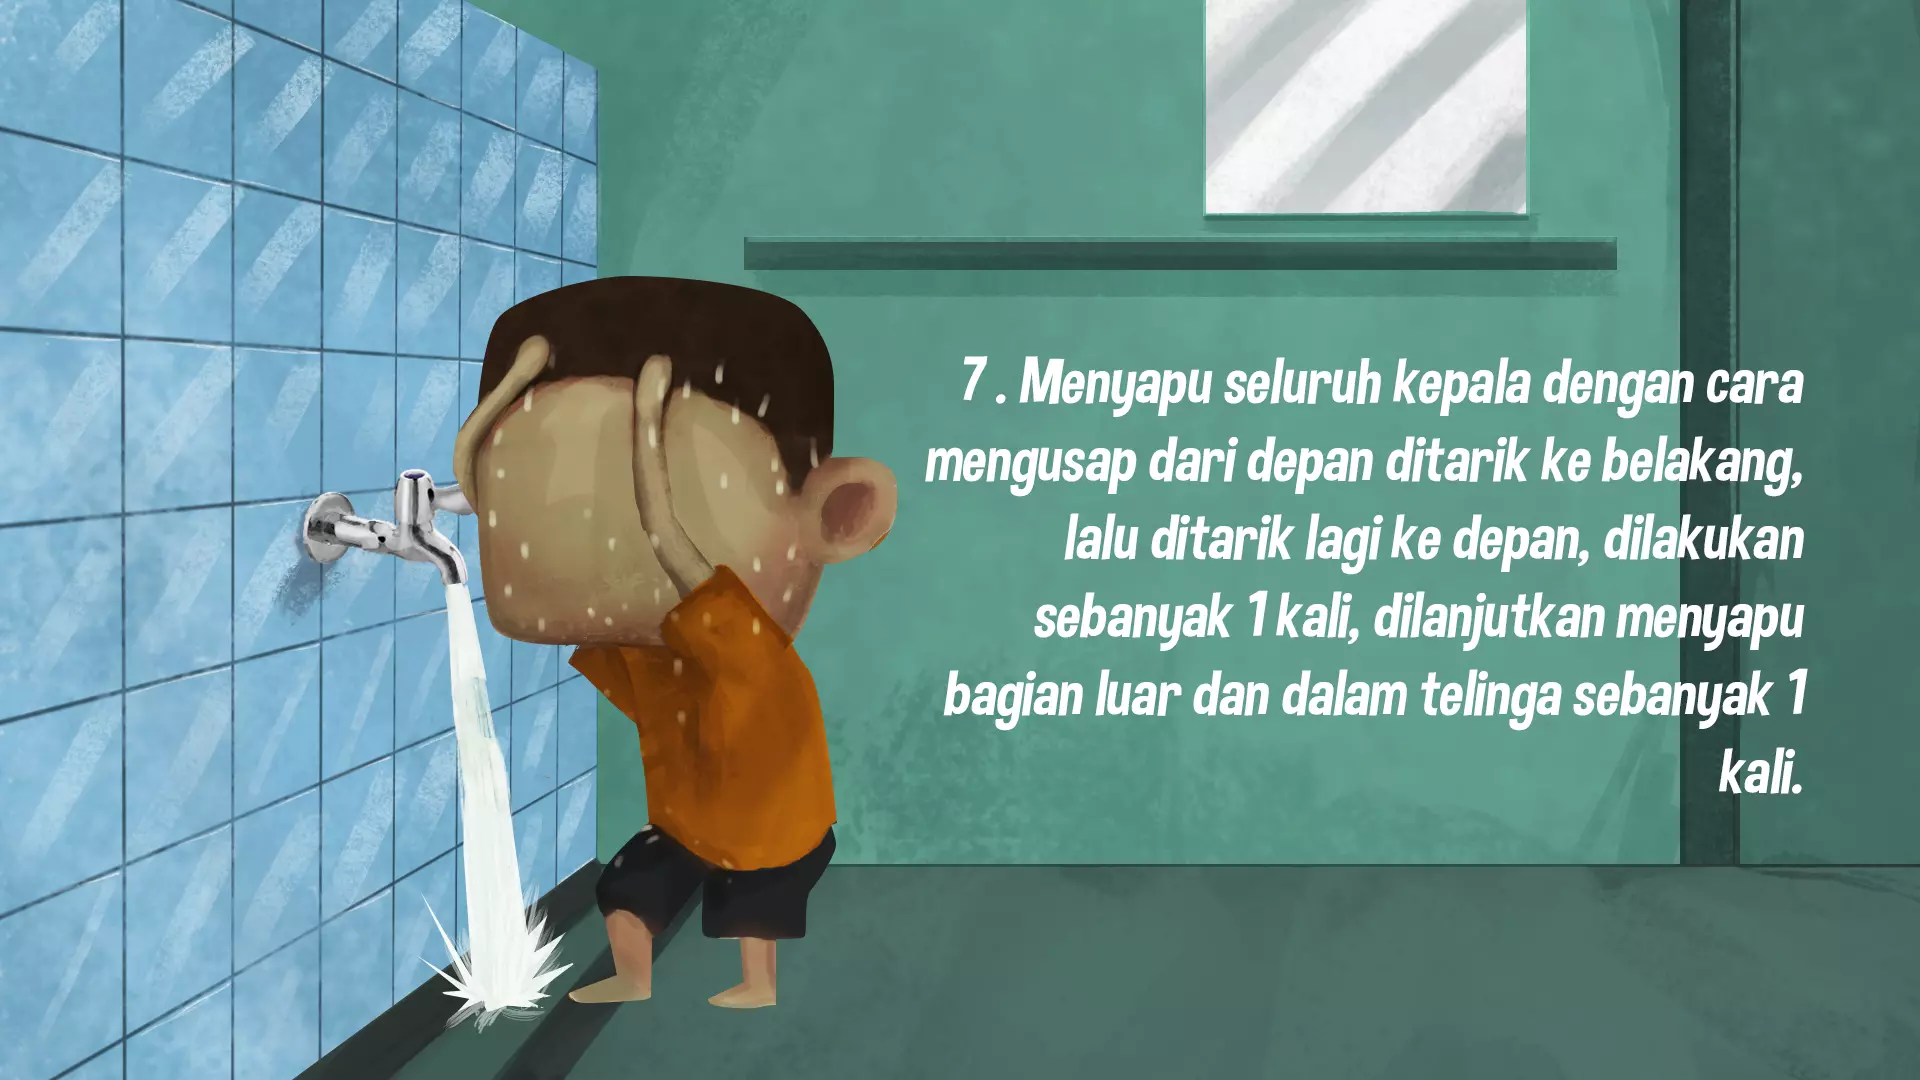 7 . Menyapu seluruh kepala dengan cara
mengusap dari depan ditarik ke belakang,
lalu ditarik lagi ke depan, dilakukan
sebanyak 1 kali, dilanjutkan menyapu
bagian luar dan dalam telinga sebanyak 1
kali.